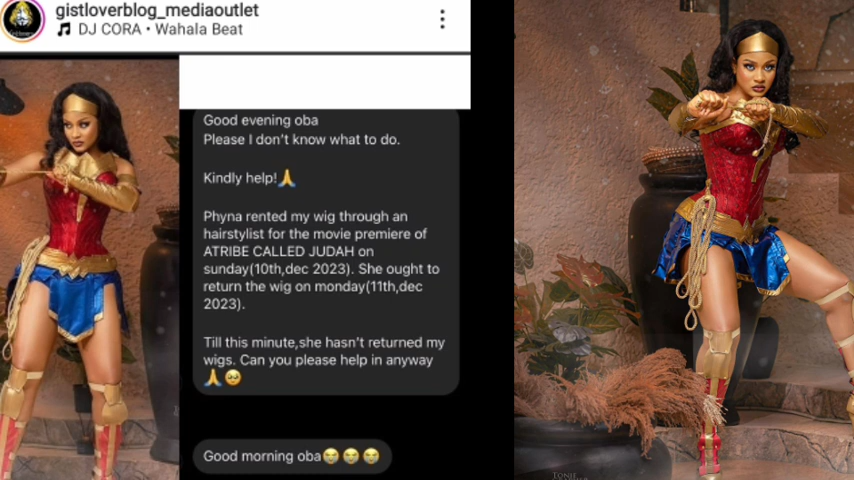 gistloverblog_mediaoutlet
DJ CORA • Wahala Beat
Good evening oba
Please I don't know what to do.
Kindly help!🙏
Phyna rented my wig through an
hairstylist for the movie premiere of
ATRIBE CALLED JUDAH on
sunday(10th,dec 2023). She ought to
return the wig on monday(11th,dec
2023).
Till this minute,she hasn't returned my
wigs. Can you please help in anyway
🙏🥺
Good morning oba😭😭😭
TONIE